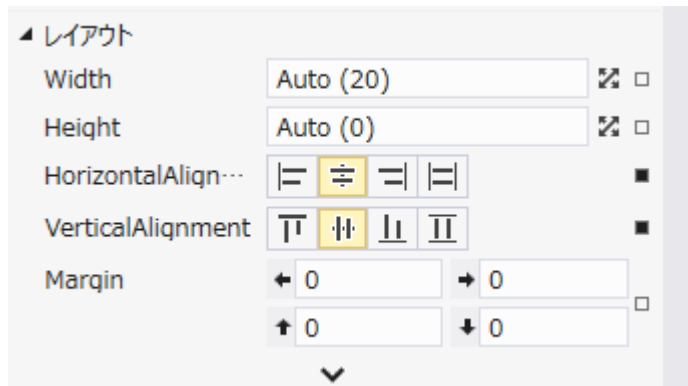 レイアウト
Width Auto (20)
Height Auto (0)
HorizontalAlign…
VerticalAlignment
Margin 0 0
0 0